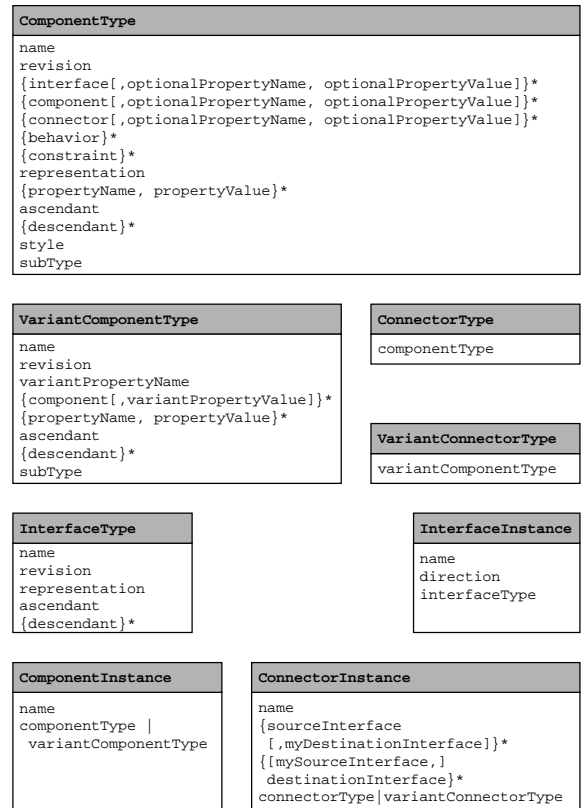 ComponentType
name
revision
{interface[,optionalPropertyName, optionalPropertyValue]}*
{component[,optionalPropertyName, optionalPropertyValue]}*
{connector[,optionalPropertyName, optionalPropertyValue]}*
{behavior}*
{constraint}*
representation
{propertyName, propertyValue}*
ascendant
{descendant}*
style
subType
VariantComponentType
name
revision
variantPropertyName
{component[,variantPropertyValue]}*
{propertyName, propertyValue}*
ascendant
{descendant}*
subType
ConnectorType
componentType
VariantConnectorType
variantComponentType
InterfaceType
name
revision
representation
ascendant
{descendant}*
InterfaceInstance
name
direction
interfaceType
ComponentInstance
name
componentType |
variantComponentType
ConnectorInstance
name
{sourceInterface
[,myDestinationInterface]}*
{[mySourceInterface,]
destinationInterface}*
connectorType|variantConnectorType